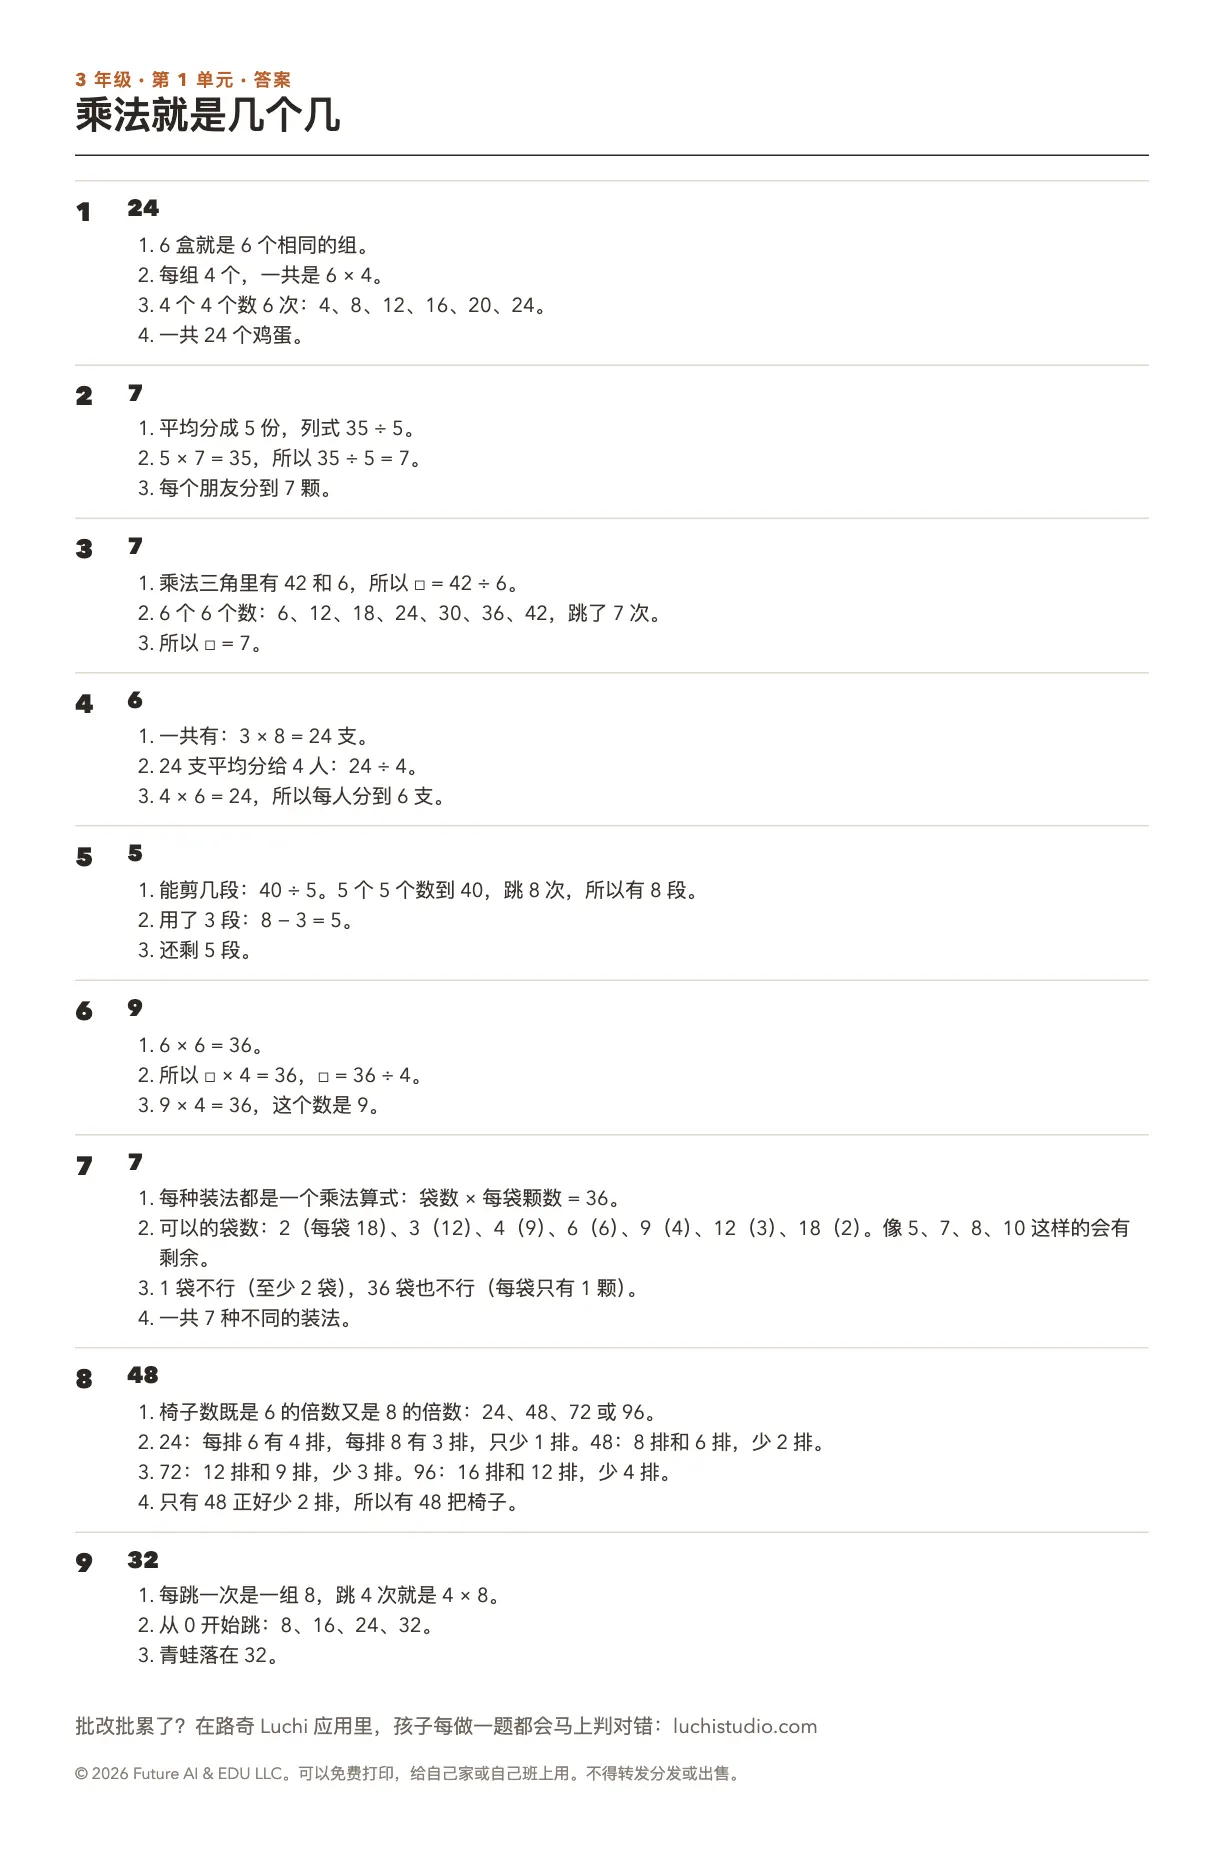 3 年级 · 第 1 单元 · 答案
乘法就是几个几
1 24
1. 6 盒就是 6 个相同的组。
2. 每组 4 个，一共是 6 × 4。
3. 4 个 4 个数 6 次：4、8、12、16、20、24。
4. 一共 24 个鸡蛋。
2 7
1. 平均分成 5 份，列式 35 ÷ 5。
2. 5 × 7 = 35，所以 35 ÷ 5 = 7。
3. 每个朋友分到 7 颗。
3 7
1. 乘法三角里有 42 和 6，所以 □ = 42 ÷ 6。
2. 6 个 6 个数：6、12、18、24、30、36、42，跳了 7 次。
3. 所以 □ = 7。
4 6
1. 一共有：3 × 8 = 24 支。
2. 24 支平均分给 4 人：24 ÷ 4。
3. 4 × 6 = 24，所以每人分到 6 支。
5 5
1. 能剪几段：40 ÷ 5。5 个 5 个数到 40，跳 8 次，所以有 8 段。
2. 用了 3 段：8 − 3 = 5。
3. 还剩 5 段。
6 9
1. 6 × 6 = 36。
2. 所以 □ × 4 = 36，□ = 36 ÷ 4。
3. 9 × 4 = 36，这个数是 9。
7 7
1. 每种装法都是一个乘法算式：袋数 × 每袋颗数 = 36。
2. 可以的袋数：2（每袋 18）、3（12）、4（9）、6（6）、9（4）、12（3）、18（2）。像 5、7、8、10 这样的会有
剩余。
3. 1 袋不行（至少 2 袋），36 袋也不行（每袋只有 1 颗）。
4. 一共 7 种不同的装法。
8 48
1. 椅子数既是 6 的倍数又是 8 的倍数：24、48、72 或 96。
2. 24：每排 6 有 4 排，每排 8 有 3 排，只少 1 排。48：8 排和 6 排，少 2 排。
3. 72：12 排和 9 排，少 3 排。96：16 排和 12 排，少 4 排。
4. 只有 48 正好少 2 排，所以有 48 把椅子。
9 32
1. 每跳一次是一组 8，跳 4 次就是 4 × 8。
2. 从 0 开始跳：8、16、24、32。
3. 青蛙落在 32。
批改批累了？在路奇 Luchi 应用里，孩子每做一题都会马上判对错：luchistudio.com
© 2026 Future AI & EDU LLC。可以免费打印，给自己家或自己班上用。不得转发分发或出售。